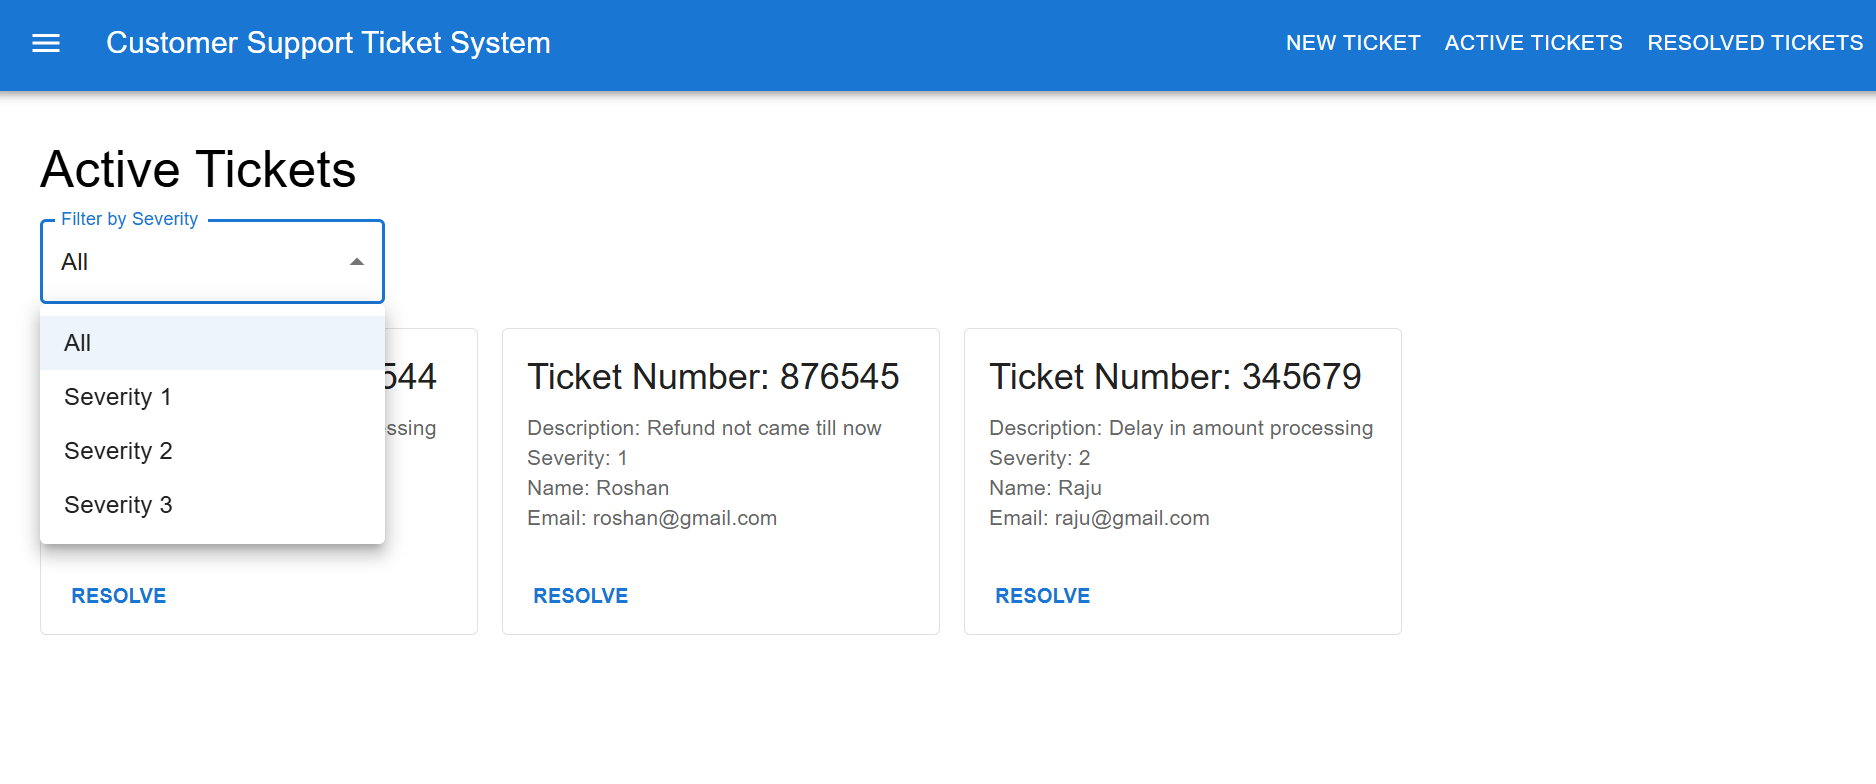 Customer Support Ticket System
NEW TICKET ACTIVE TICKETS RESOLVED TICKETS
Active Tickets
Filter by Severity
All
All
Severity 1
Severity 2
Severity 3
544
ssing
RESOLVE
Ticket Number: 876545
Description: Refund not came till now
Severity: 1
Name: Roshan
Email: roshan@gmail.com
RESOLVE
Ticket Number: 345679
Description: Delay in amount processing
Severity: 2
Name: Raju
Email: raju@gmail.com
RESOLVE